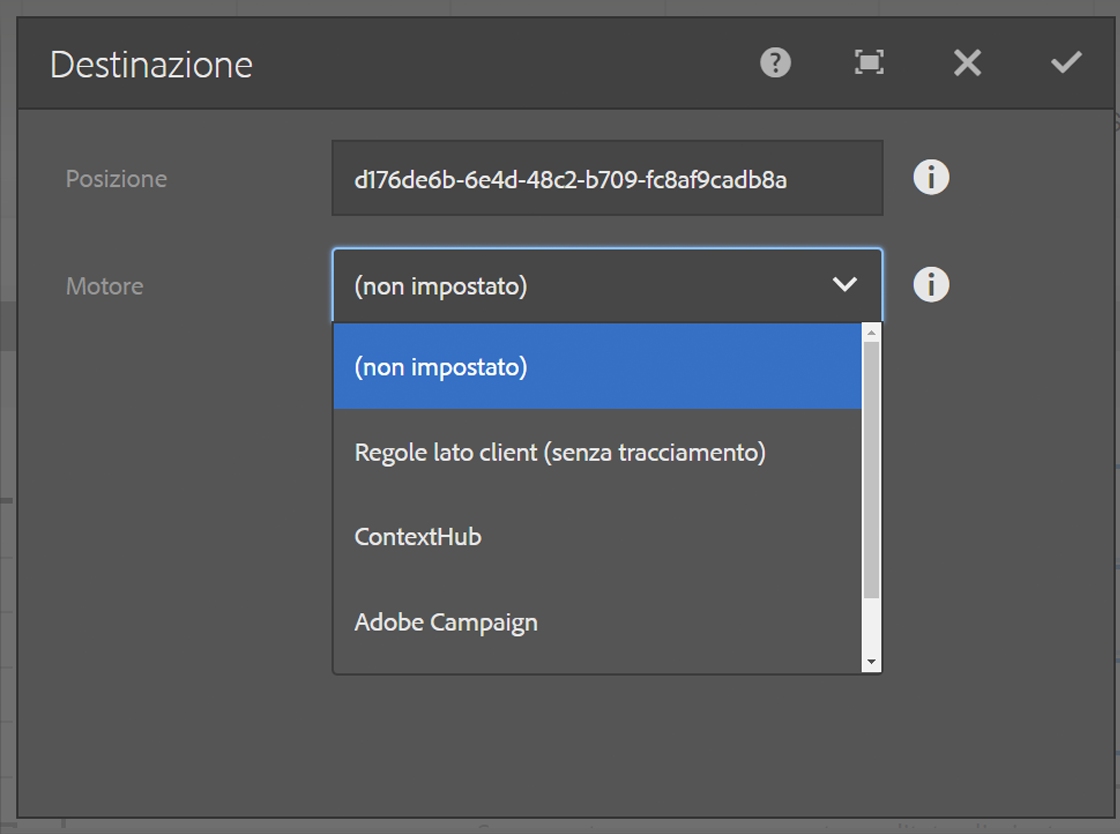 Destinazione
Posizione
d176de6b-6e4d-48c2-b709-fc8af9cadb8a
Motore
(non impostato)
(non impostato)
Regole lato client (senza tracciamento)
ContextHub
Adobe Campaign